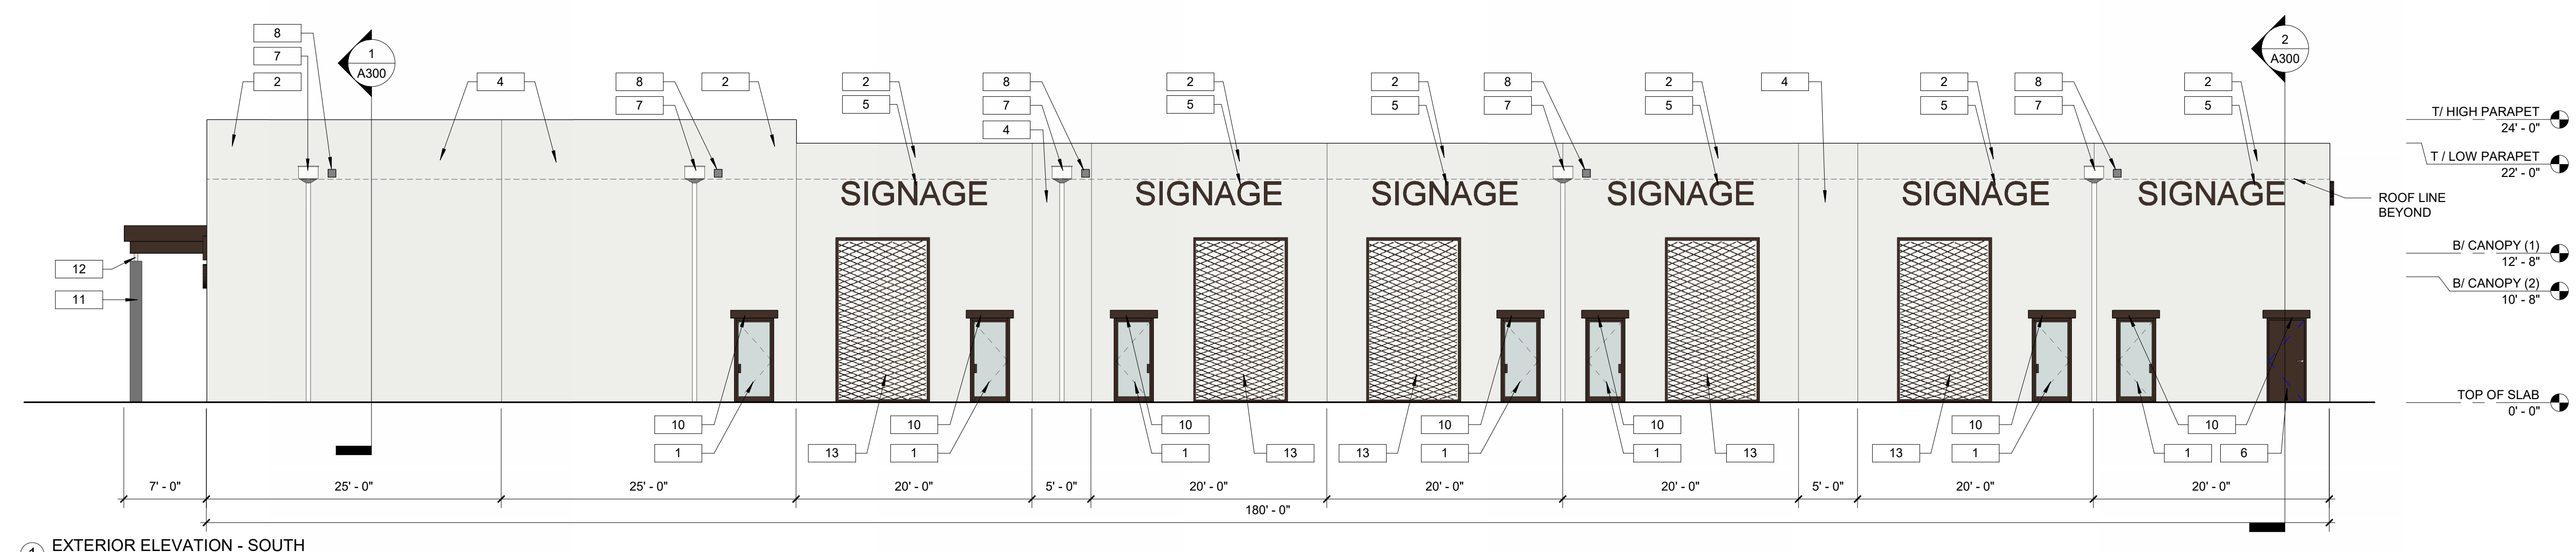 8
7
2
1
A300
4
8
7
2
2
5
8
7
4
2
5
2
5
8
7
2
5
4
2
5
8
7
2
5
2
A300
T/ HIGH PARAPET
24' - 0"
T / LOW PARAPET
22' - 0"
ROOF LINE
BEYOND
B/ CANOPY (1)
12' - 8"
B/ CANOPY (2)
10' - 8"
TOP OF SLAB
0' - 0"
SIGNAGE
SIGNAGE
SIGNAGE
SIGNAGE
SIGNAGE
SIGNAGE
12
11
10
1
13
10
1
10
1
13
13
10
1
10
1
13
13
10
1
10
1
6
7' - 0"
25' - 0"
25' - 0"
20' - 0"
5' - 0"
20' - 0"
20' - 0"
20' - 0"
5' - 0"
20' - 0"
20' - 0"
180' - 0"
1 EXTERIOR ELEVATION - SOUTH